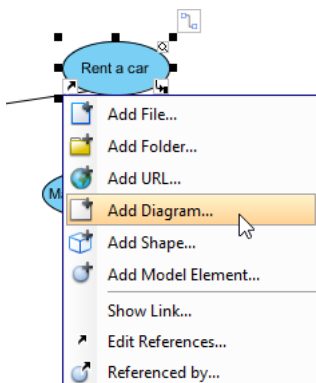 Rent a car
Add File...
Add Folder...
Add URL...
Ma
Add Diagram...
Add Shape...
Add Model Element...
Show Link...
Edit References...
Referenced by...